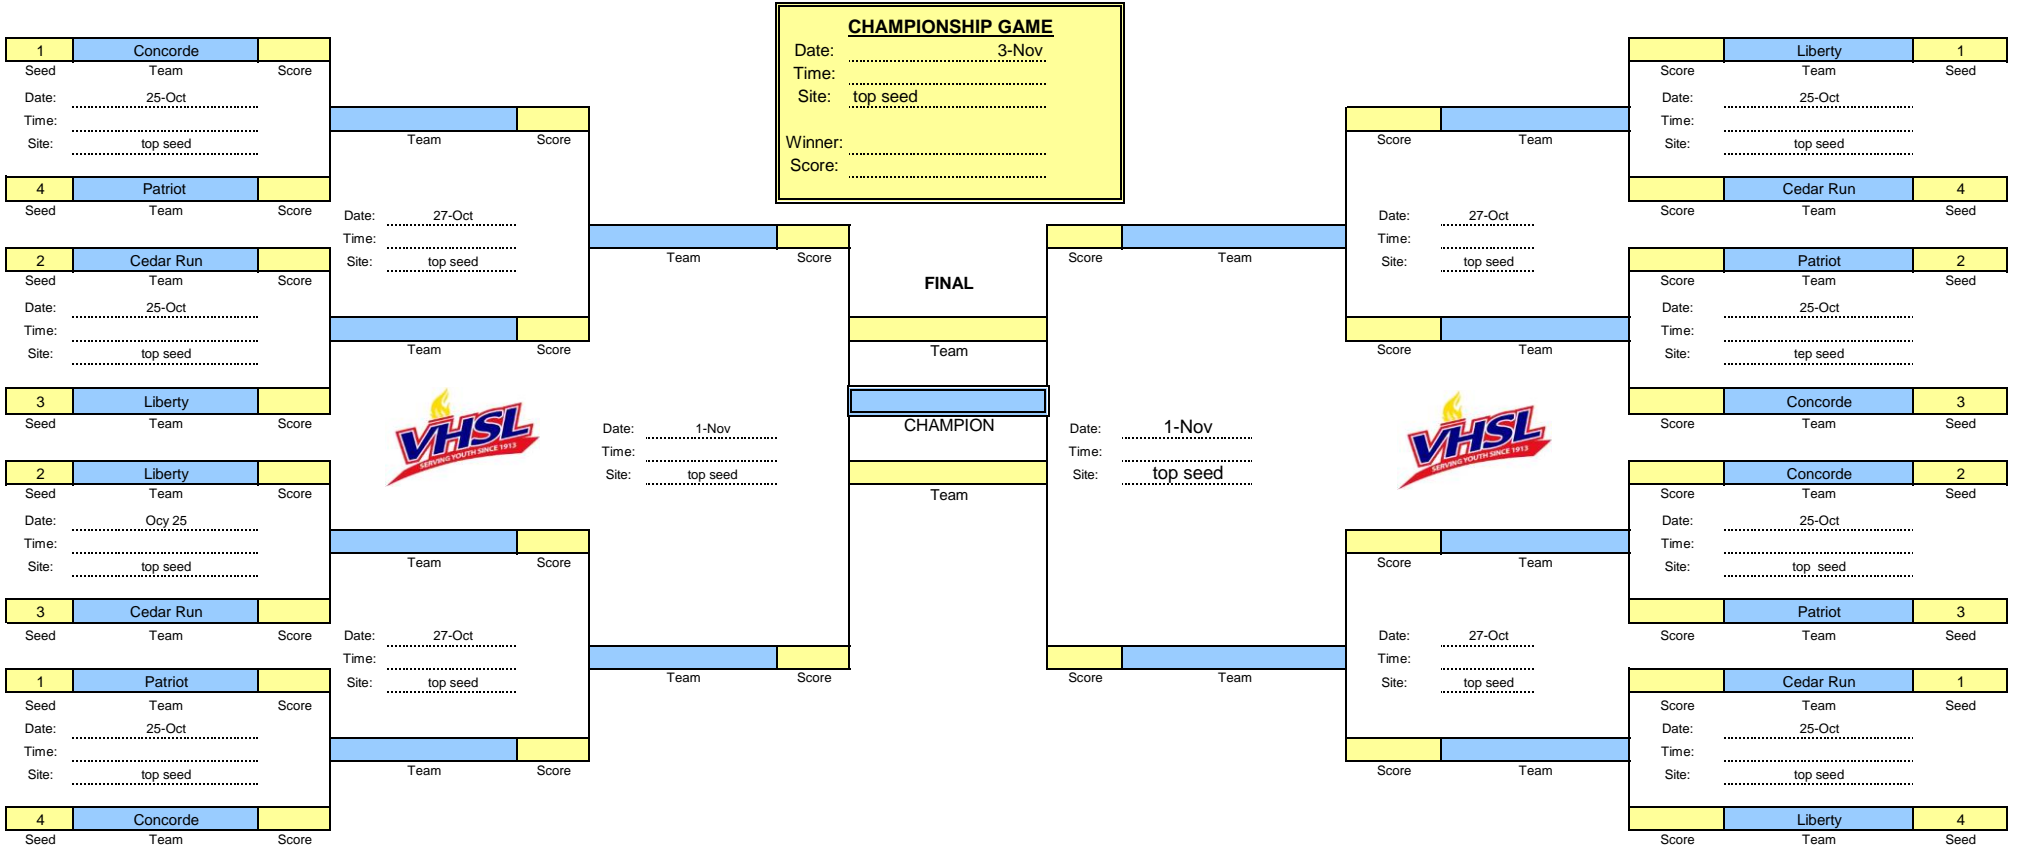 CHAMPIONSHIP GAME
Date: 3-Nov
Time:
Site: top seed
Winner:
Score:
1 Concorde
Seed Team Score
Date: 25-Oct
Time:
Site: top seed
4 Patriot
Seed Team Score
2 Cedar Run
Seed Team Score
Date: 25-Oct
Time:
Site: top seed
3 Liberty
Seed Team Score
2 Liberty
Seed Team Score
Date: Ocy 25
Time:
Site: top seed
3 Cedar Run
Seed Team Score
1 Patriot
Seed Team Score
Date: 25-Oct
Time:
Site: top seed
4 Concorde
Seed Team Score
Team Score
Date: 27-Oct
Time:
Site: top seed
Team Score
VHSL
SERVING YOUTH SINCE 1913
Team Score
Date: 27-Oct
Time:
Site: top seed
Team Score
Team Score
Date: 1-Nov
Time:
Site: top seed
Team Score
FINAL
Team
CHAMPION
Team
Score Team
Date: 1-Nov
Time:
Site: top seed
Score Team
Score Team
Date: 27-Oct
Time:
Site: top seed
Score Team
VHSL
SERVING YOUTH SINCE 1913
Score Team
Date: 27-Oct
Time:
Site: top seed
Score Team
Liberty 1
Score Team Seed
Date: 25-Oct
Time:
Site: top seed
Cedar Run 4
Score Team Seed
Patriot 2
Score Team Seed
Date: 25-Oct
Time:
Site: tep seed
Concorde 3
Score Team Seed
Concorde 2
Score Team Seed
Date: 25-Oct
Time:
Site: top seed
Patriot 3
Score Team Seed
Cedar Run 1
Score Team Seed
Date: 25-Oct
Time:
Site: top seed
Liberty 4
Score Team Seed